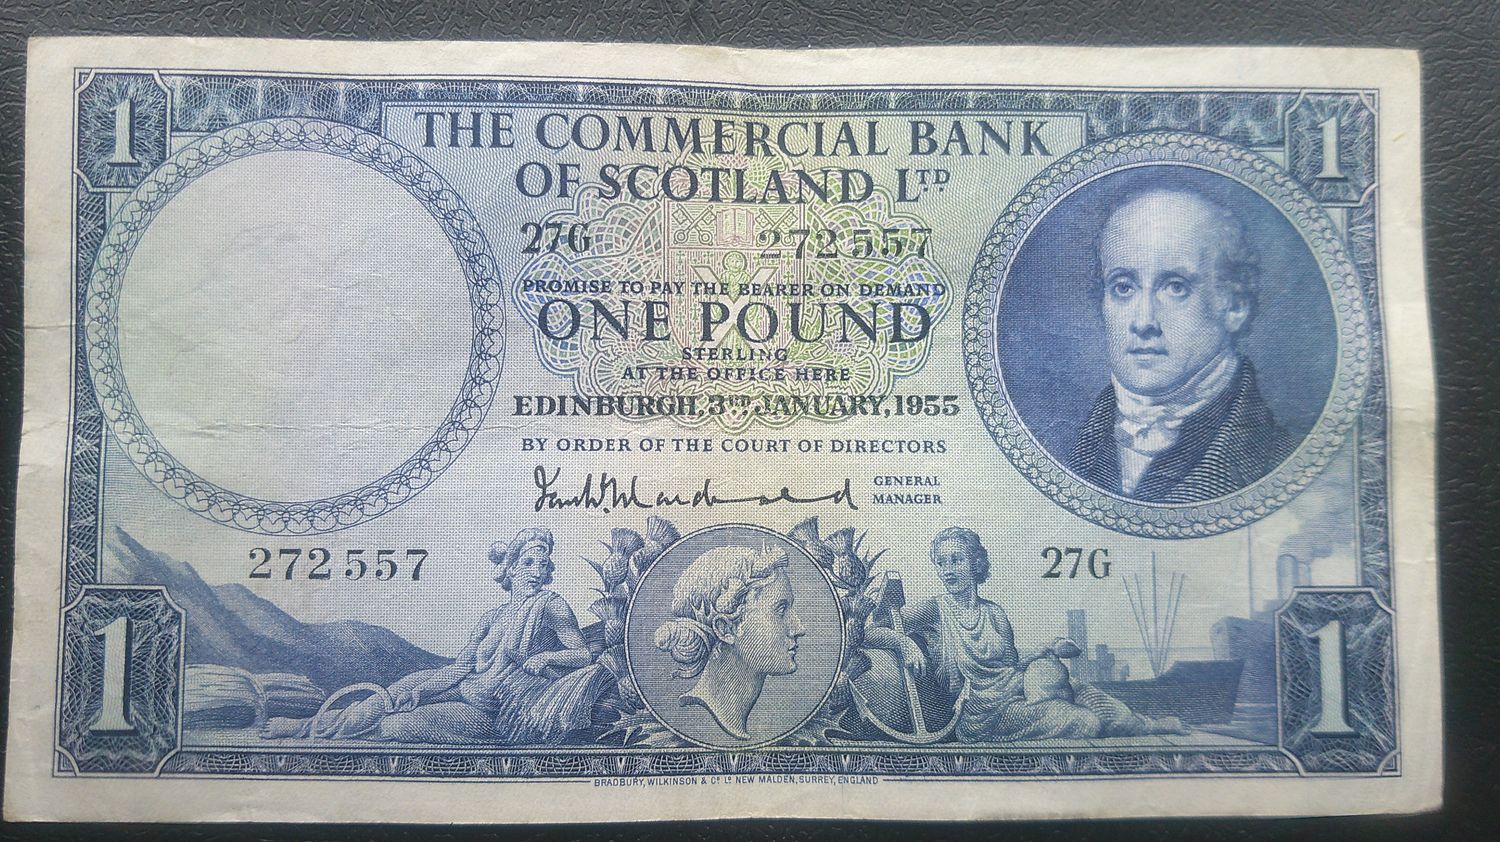 1 1
THE COMMERCIAL BANK
OF SCOTLAND LTD.
27G 272557
PROMISE TO PAY THE BEARER ON DEMAND
ONE POUND
STERLING
AT THE OFFICE HERE
EDINBURGH, 3RD JANUARY, 1955
BY ORDER OF THE COURT OF DIRECTORS
GENERAL
MANAGER
272557 27G
1 1
BRADBURY, WILKINSON & Co. Ld. NEW MALDEN, SURREY, ENGLAND